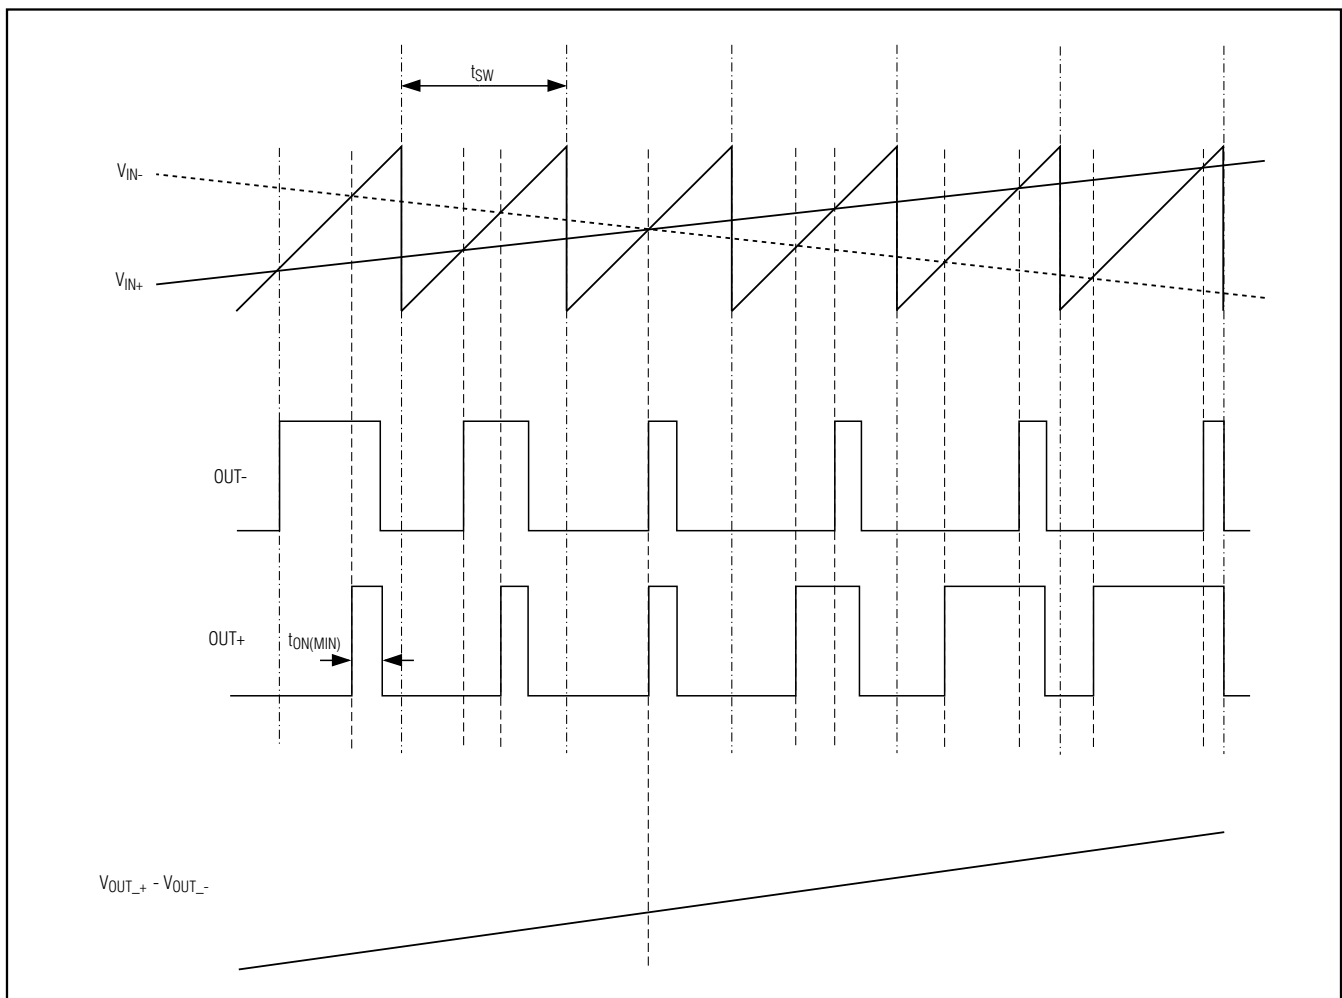 tSW
VIN-
VIN+
OUT-
OUT+
tON(MIN)
VOUT_+ - VOUT_-